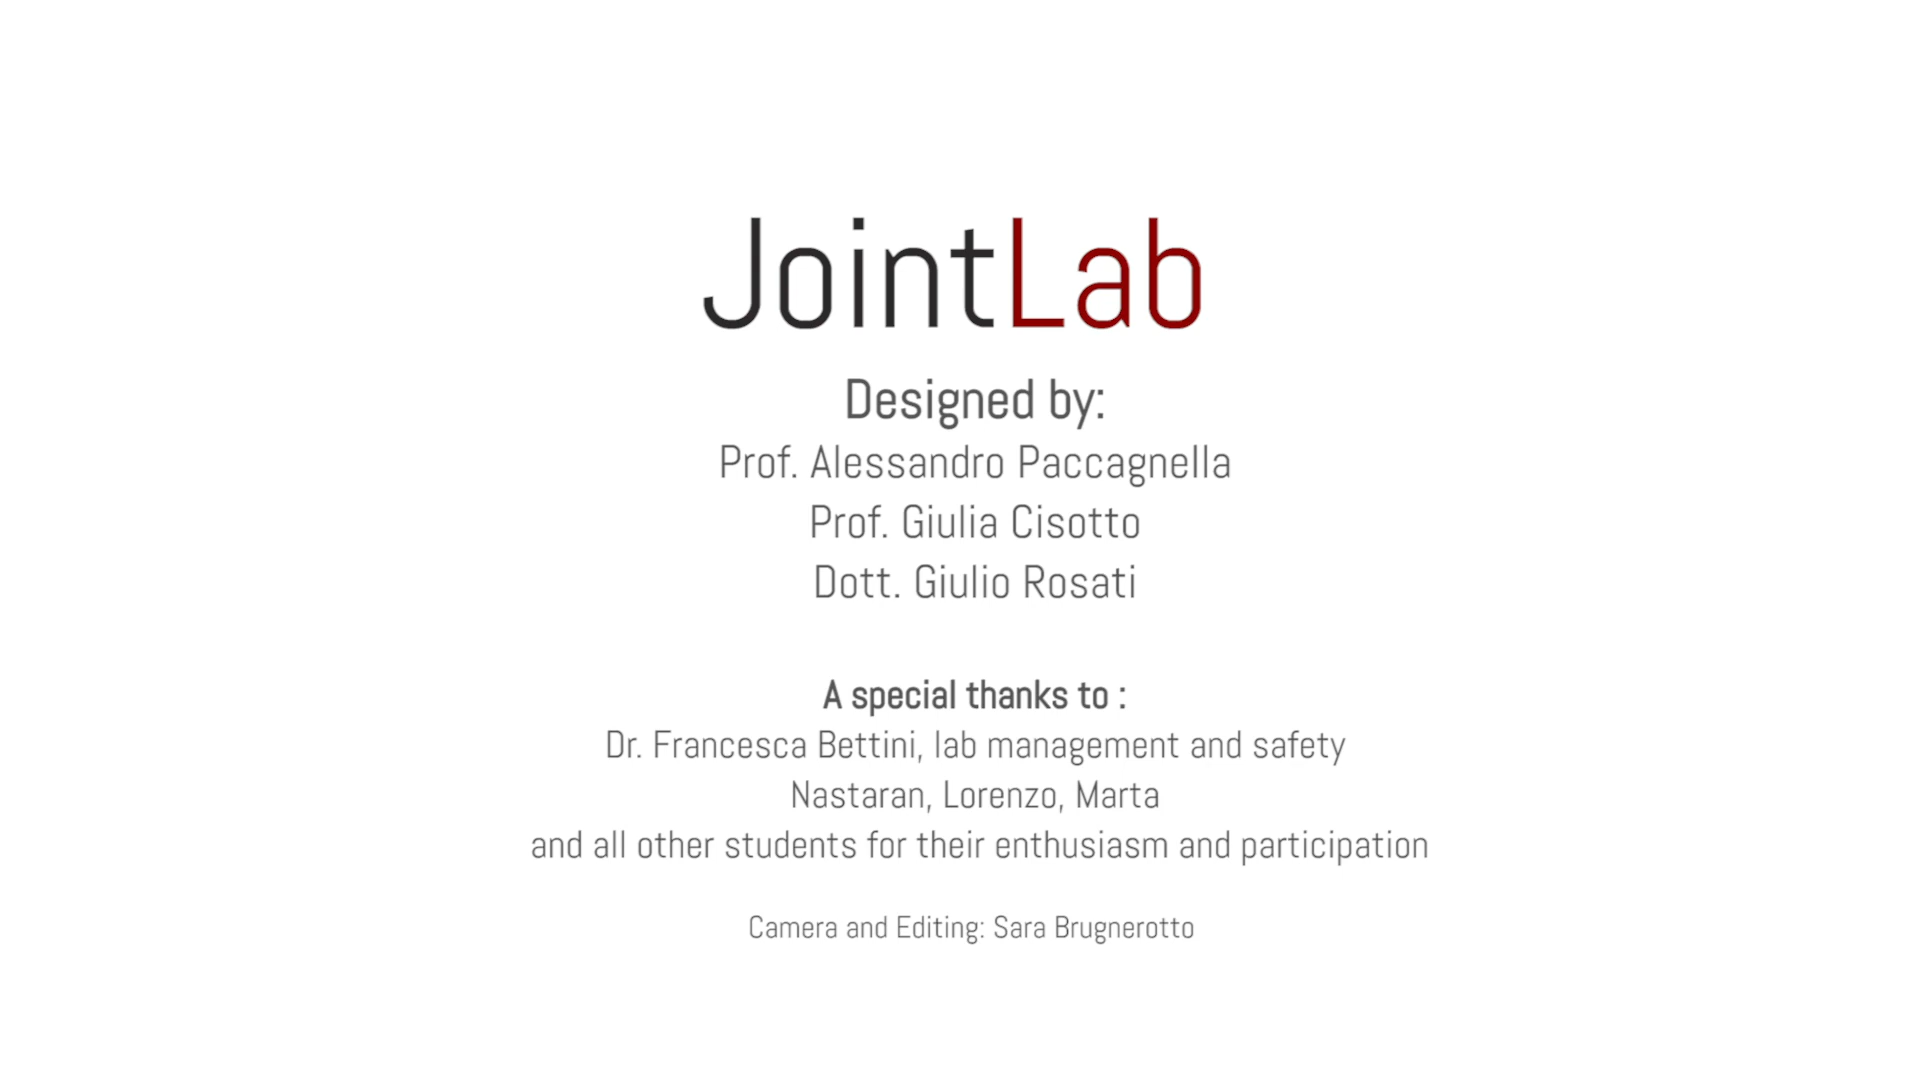 JointLab
Designed by:
Prof. Alessandro Paccagnella
Prof. Giulia Cisotto
Dott. Giulio Rosati
A special thanks to :
Dr. Francesca Bettini, lab management and safety
Nastaran, Lorenzo, Marta
and all other students for their enthusiasm and participation
Camera and Editing: Sara Brugnerotto